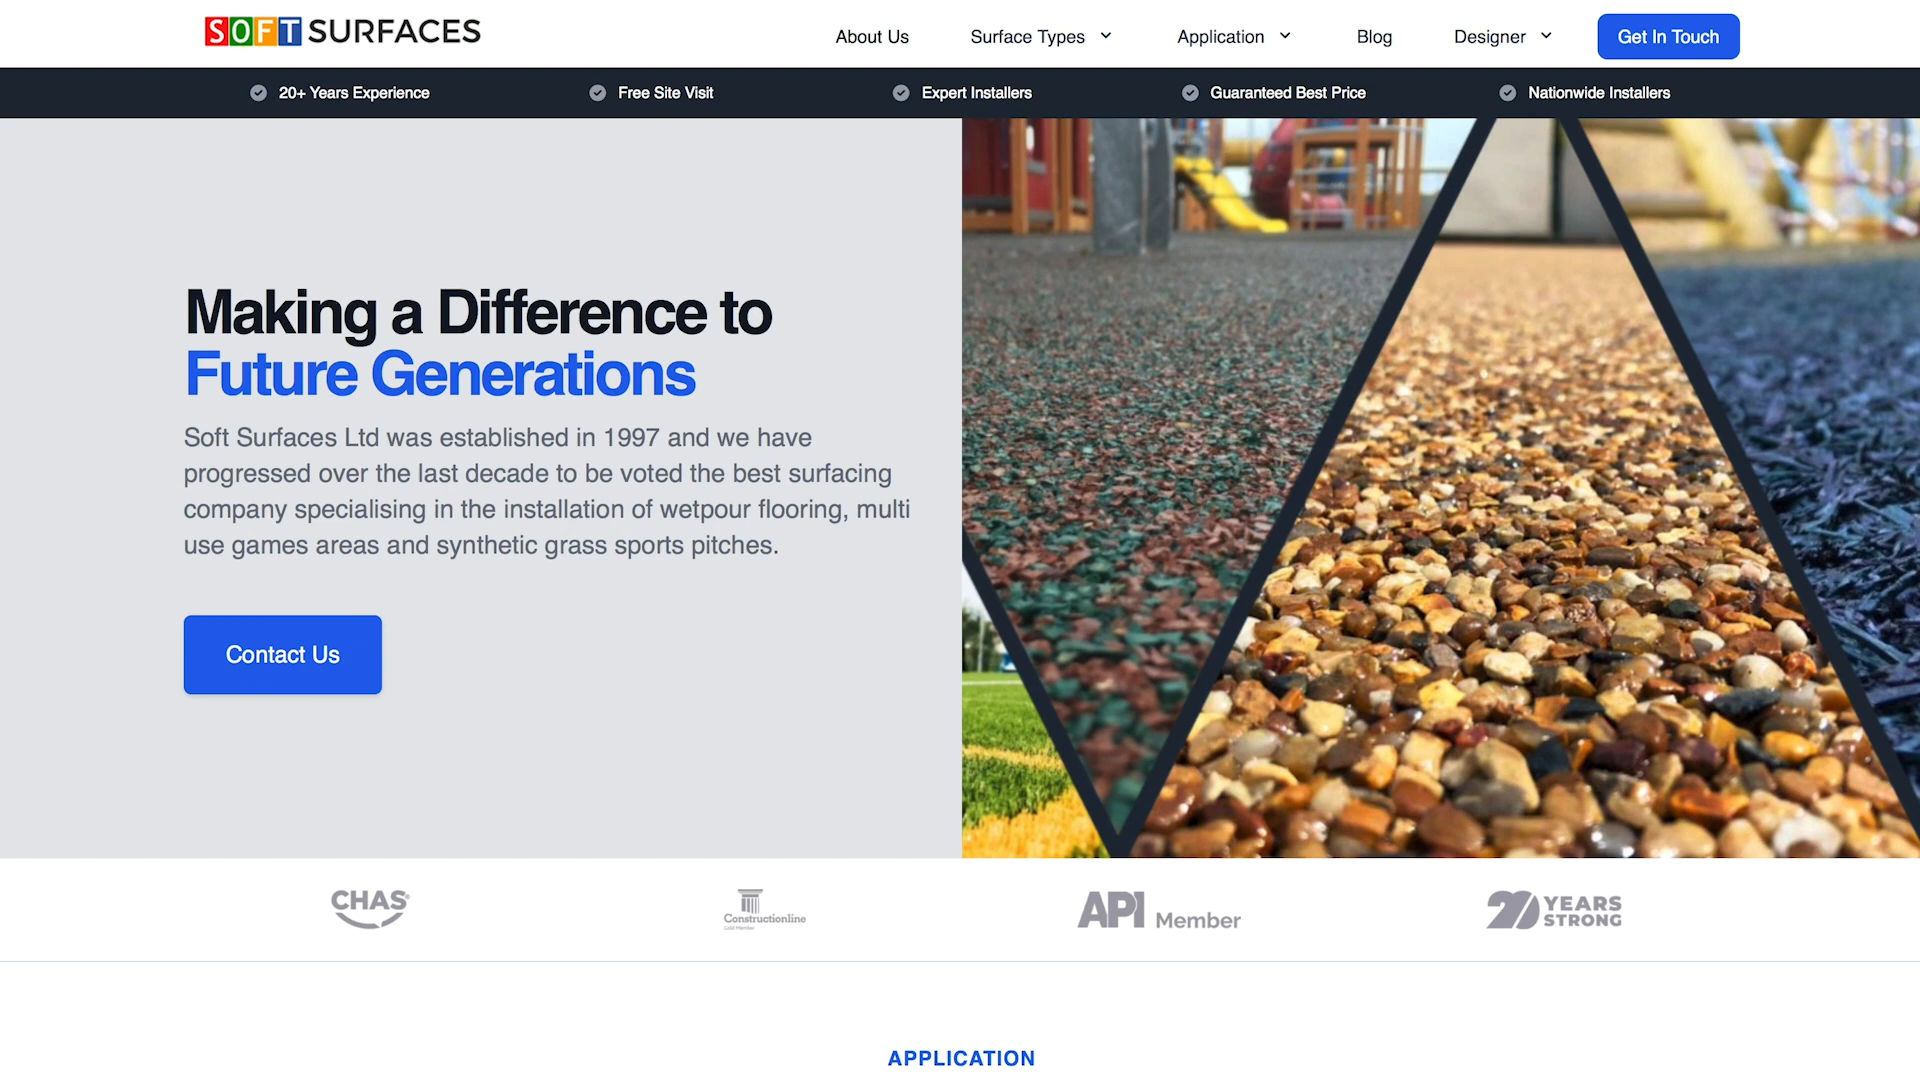 SOFT SURFACES
About Us
Surface Types
Application
Blog
Designer
Get In Touch
20+ Years Experience
Free Site Visit
Expert Installers
Guaranteed Best Price
Nationwide Installers
Making a Difference to
Future Generations
Soft Surfaces Ltd was established in 1997 and we have
progressed over the last decade to be voted the best surfacing
company specialising in the installation of wetpour flooring, multi
use games areas and synthetic grass sports pitches.
Contact Us
CHAS®
Constructionline
Gold Member
API Member
20 YEARS
STRONG
APPLICATION